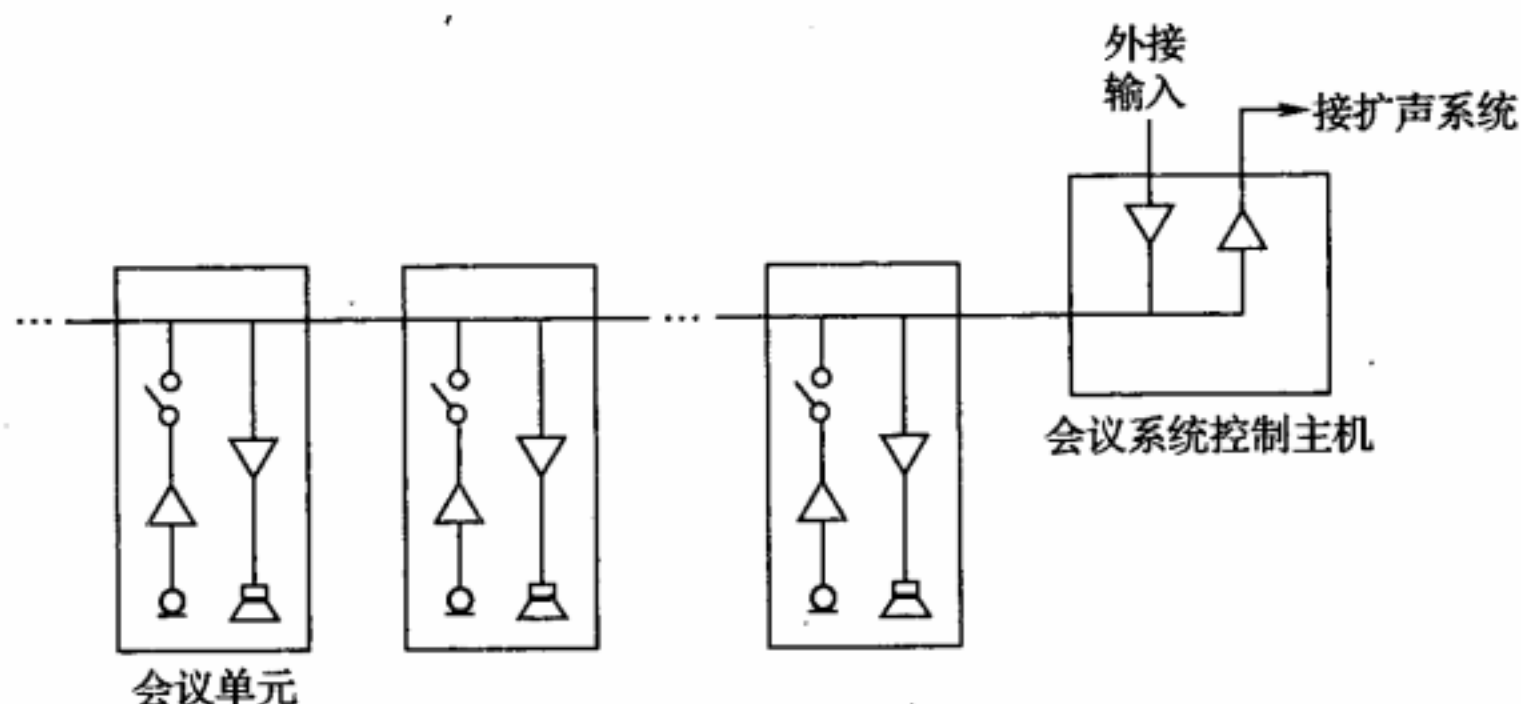 外接
输入
接扩声系统
…
…
会议系统控制主机
会议单元